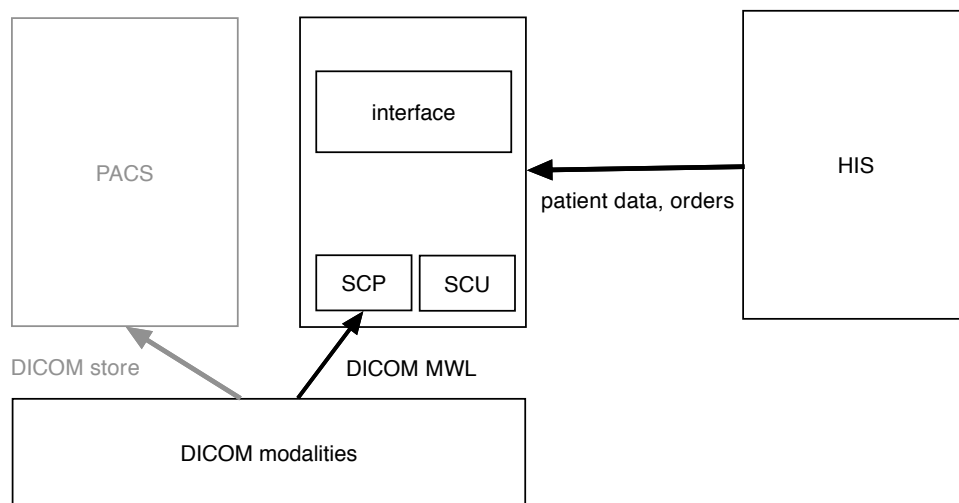 interface
PACS
HIS
patient data, orders
SCP
SCU
DICOM store
DICOM MWL
DICOM modalities